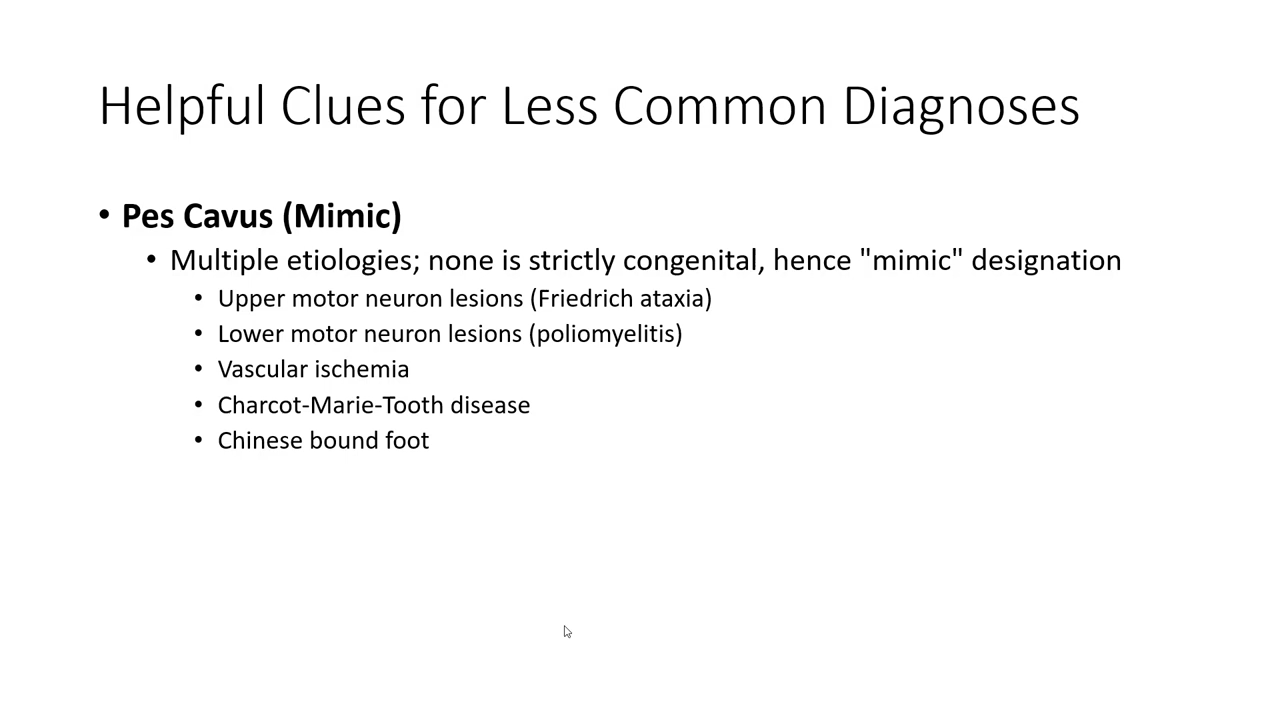 Helpful Clues for Less Common Diagnoses
• Pes Cavus (Mimic)
• Multiple etiologies; none is strictly congenital, hence "mimic" designation
• Upper motor neuron lesions (Friedrich ataxia)
• Lower motor neuron lesions (poliomyelitis)
• Vascular ischemia
• Charcot-Marie-Tooth disease
• Chinese bound foot